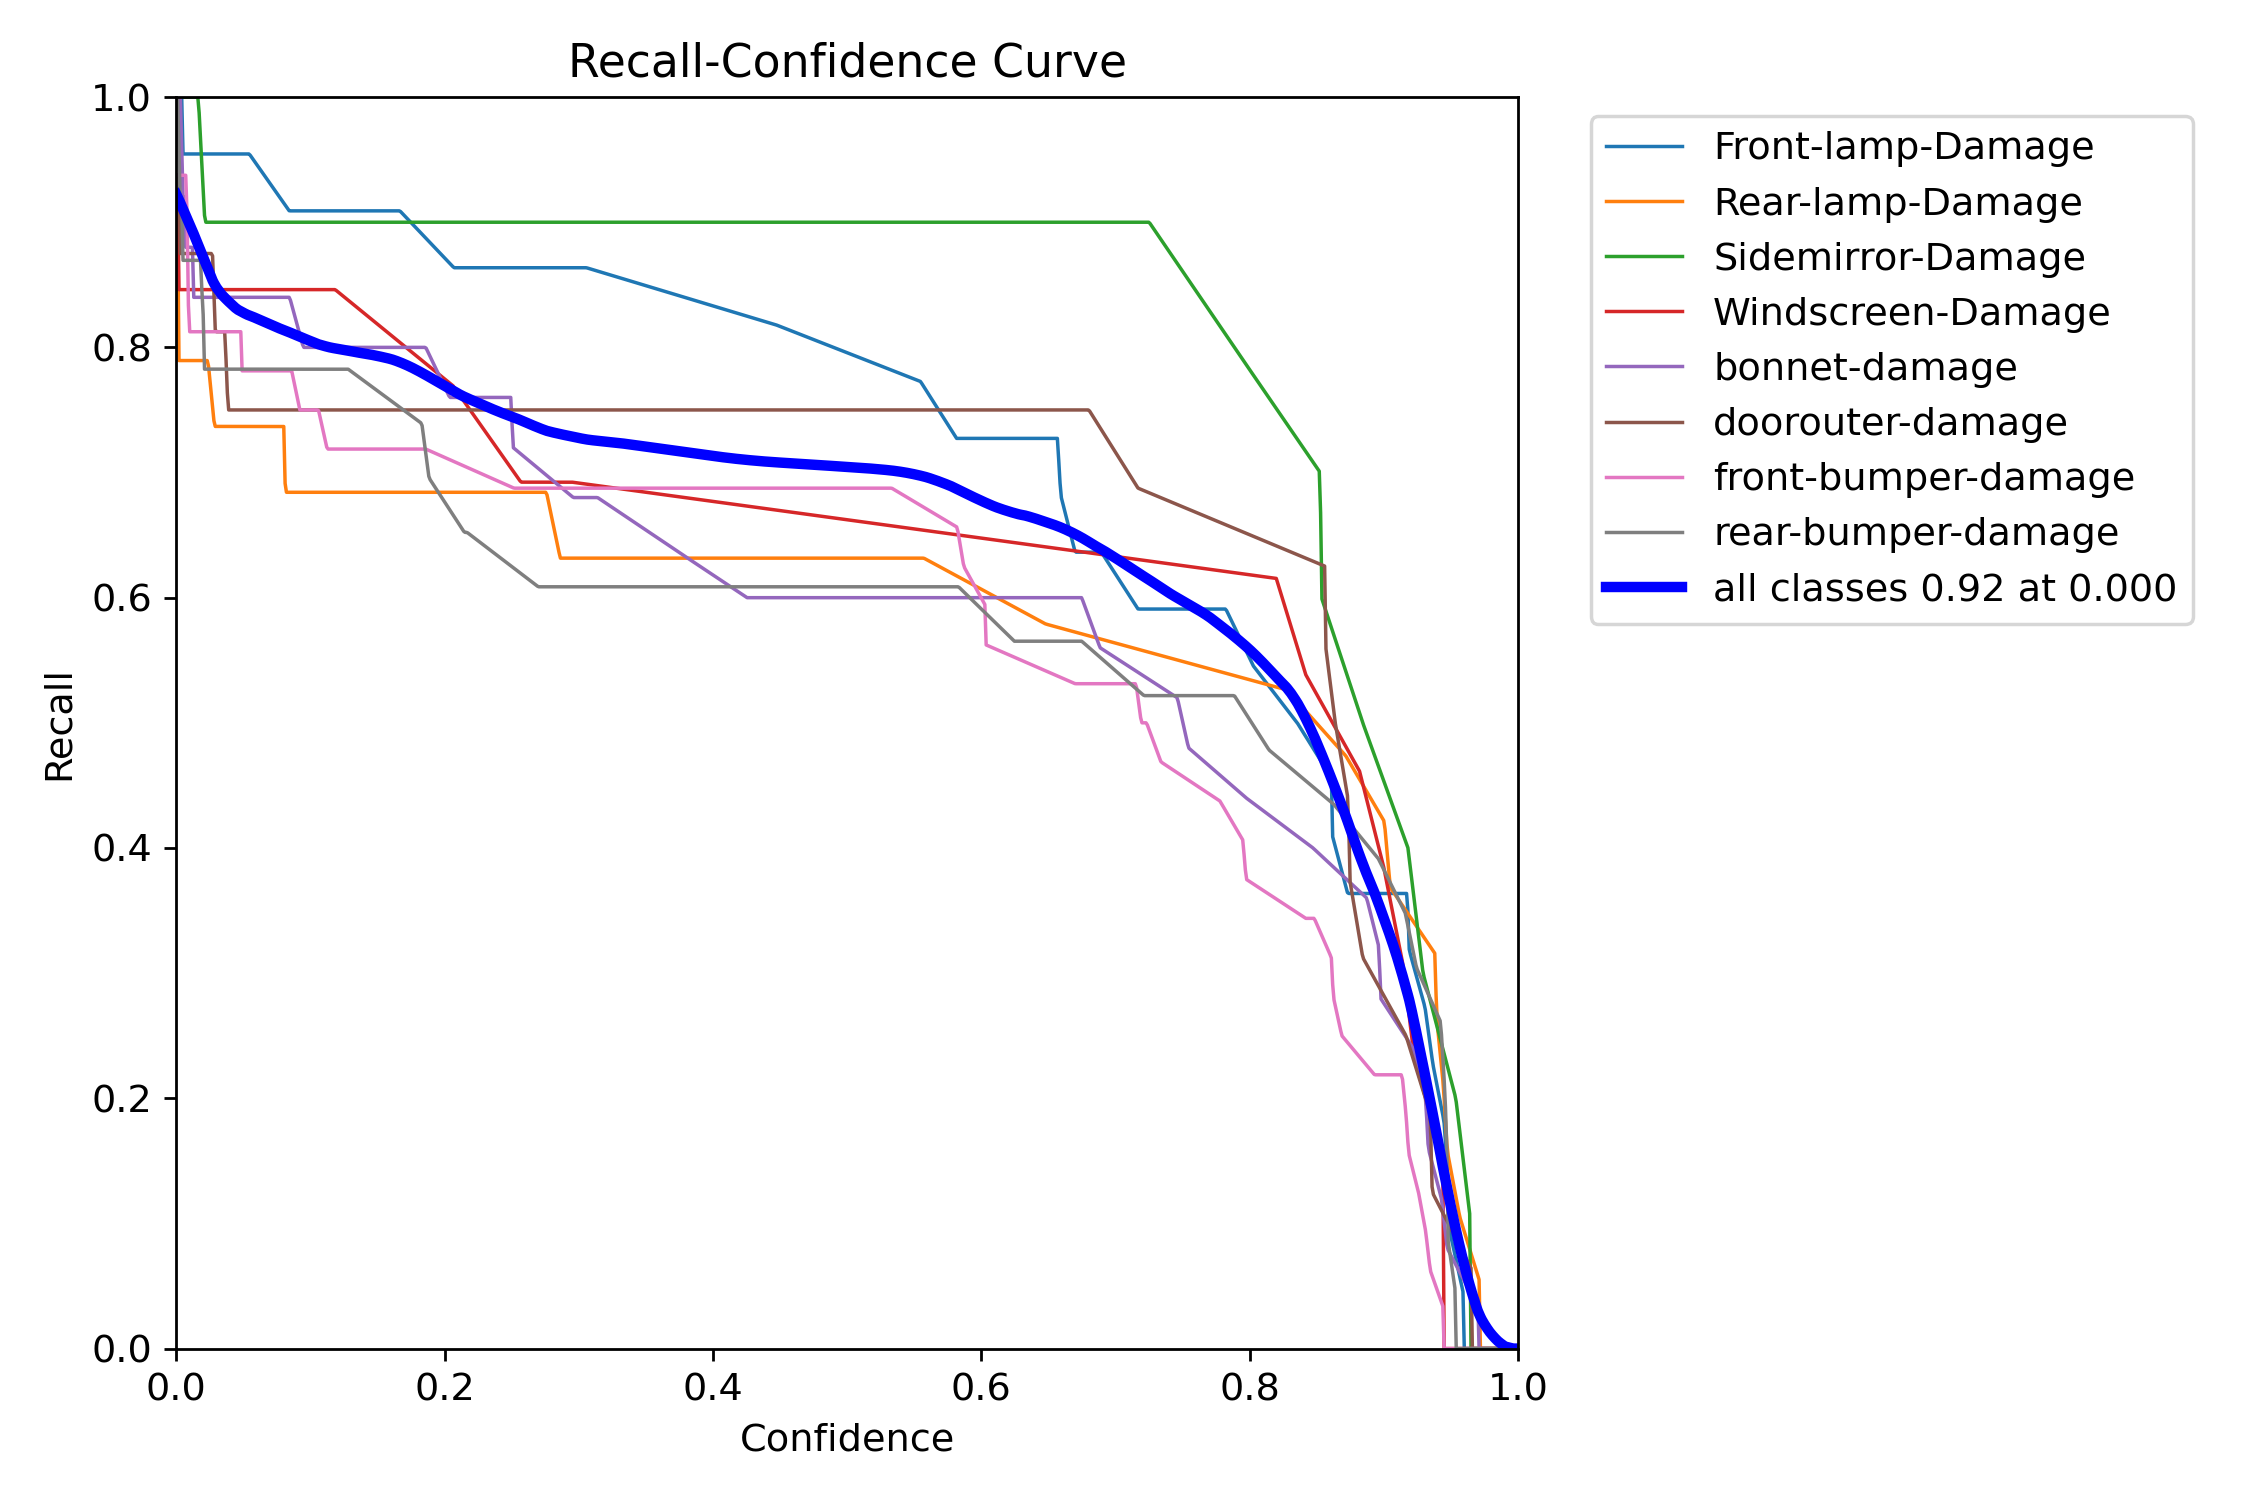 Recall-Confidence Curve
1.0
0.8
0.6
0.4
0.2
0.0
Recall
0.0 0.2 0.4 0.6 0.8 1.0
Confidence
Front-lamp-Damage
Rear-lamp-Damage
Sidemirror-Damage
Windscreen-Damage
bonnet-damage
doorouter-damage
front-bumper-damage
rear-bumper-damage
all classes 0.92 at 0.000